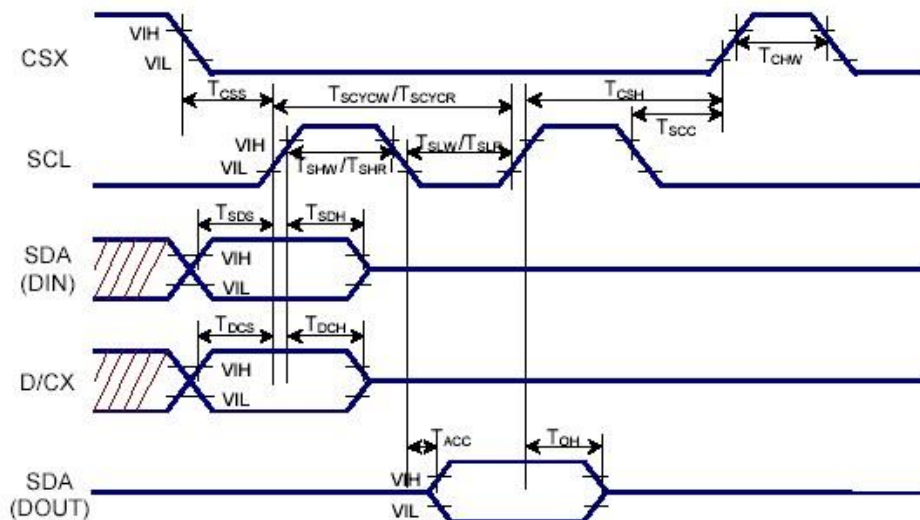 VIH
CSX
VIL
TCHW
TCSS
TSCYCW/TSCYCR
TCSH
TSCC
VIH
TSLW/TSLR
SCL
VIL
TSHW/TSHR
TSDS
TSDH
SDA
(DIN)
VIH
VIL
TDCS
TDCH
D/CX
VIH
VIL
TACC
TOH
SDA
(DOUT)
VIH
VIL